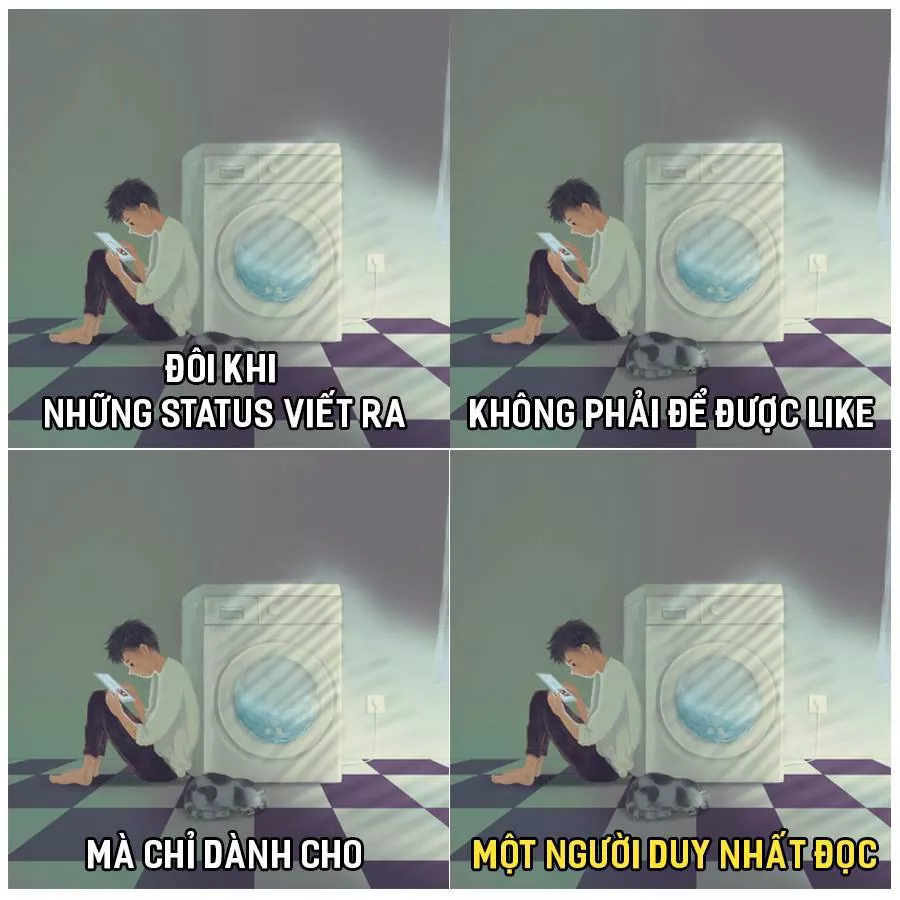 ĐÔI KHI
NHỮNG STATUS VIẾT RA
KHÔNG PHẢI ĐỂ ĐƯỢC LIKE
MÀ CHỈ DÀNH CHO
MỘT NGƯỜI DUY NHẤT ĐỌC